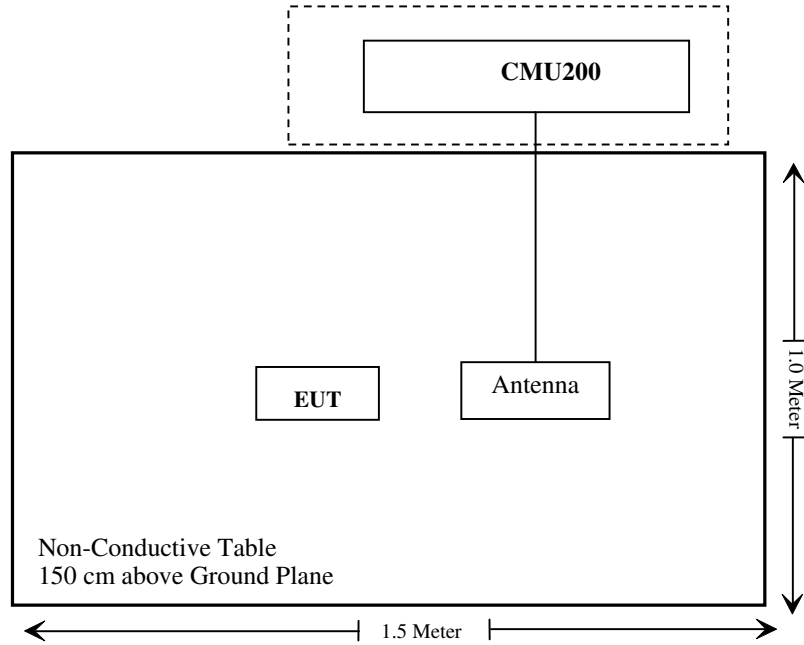 CMU200
EUT
Antenna
1.0 Meter
Non-Conductive Table
150 cm above Ground Plane
1.5 Meter